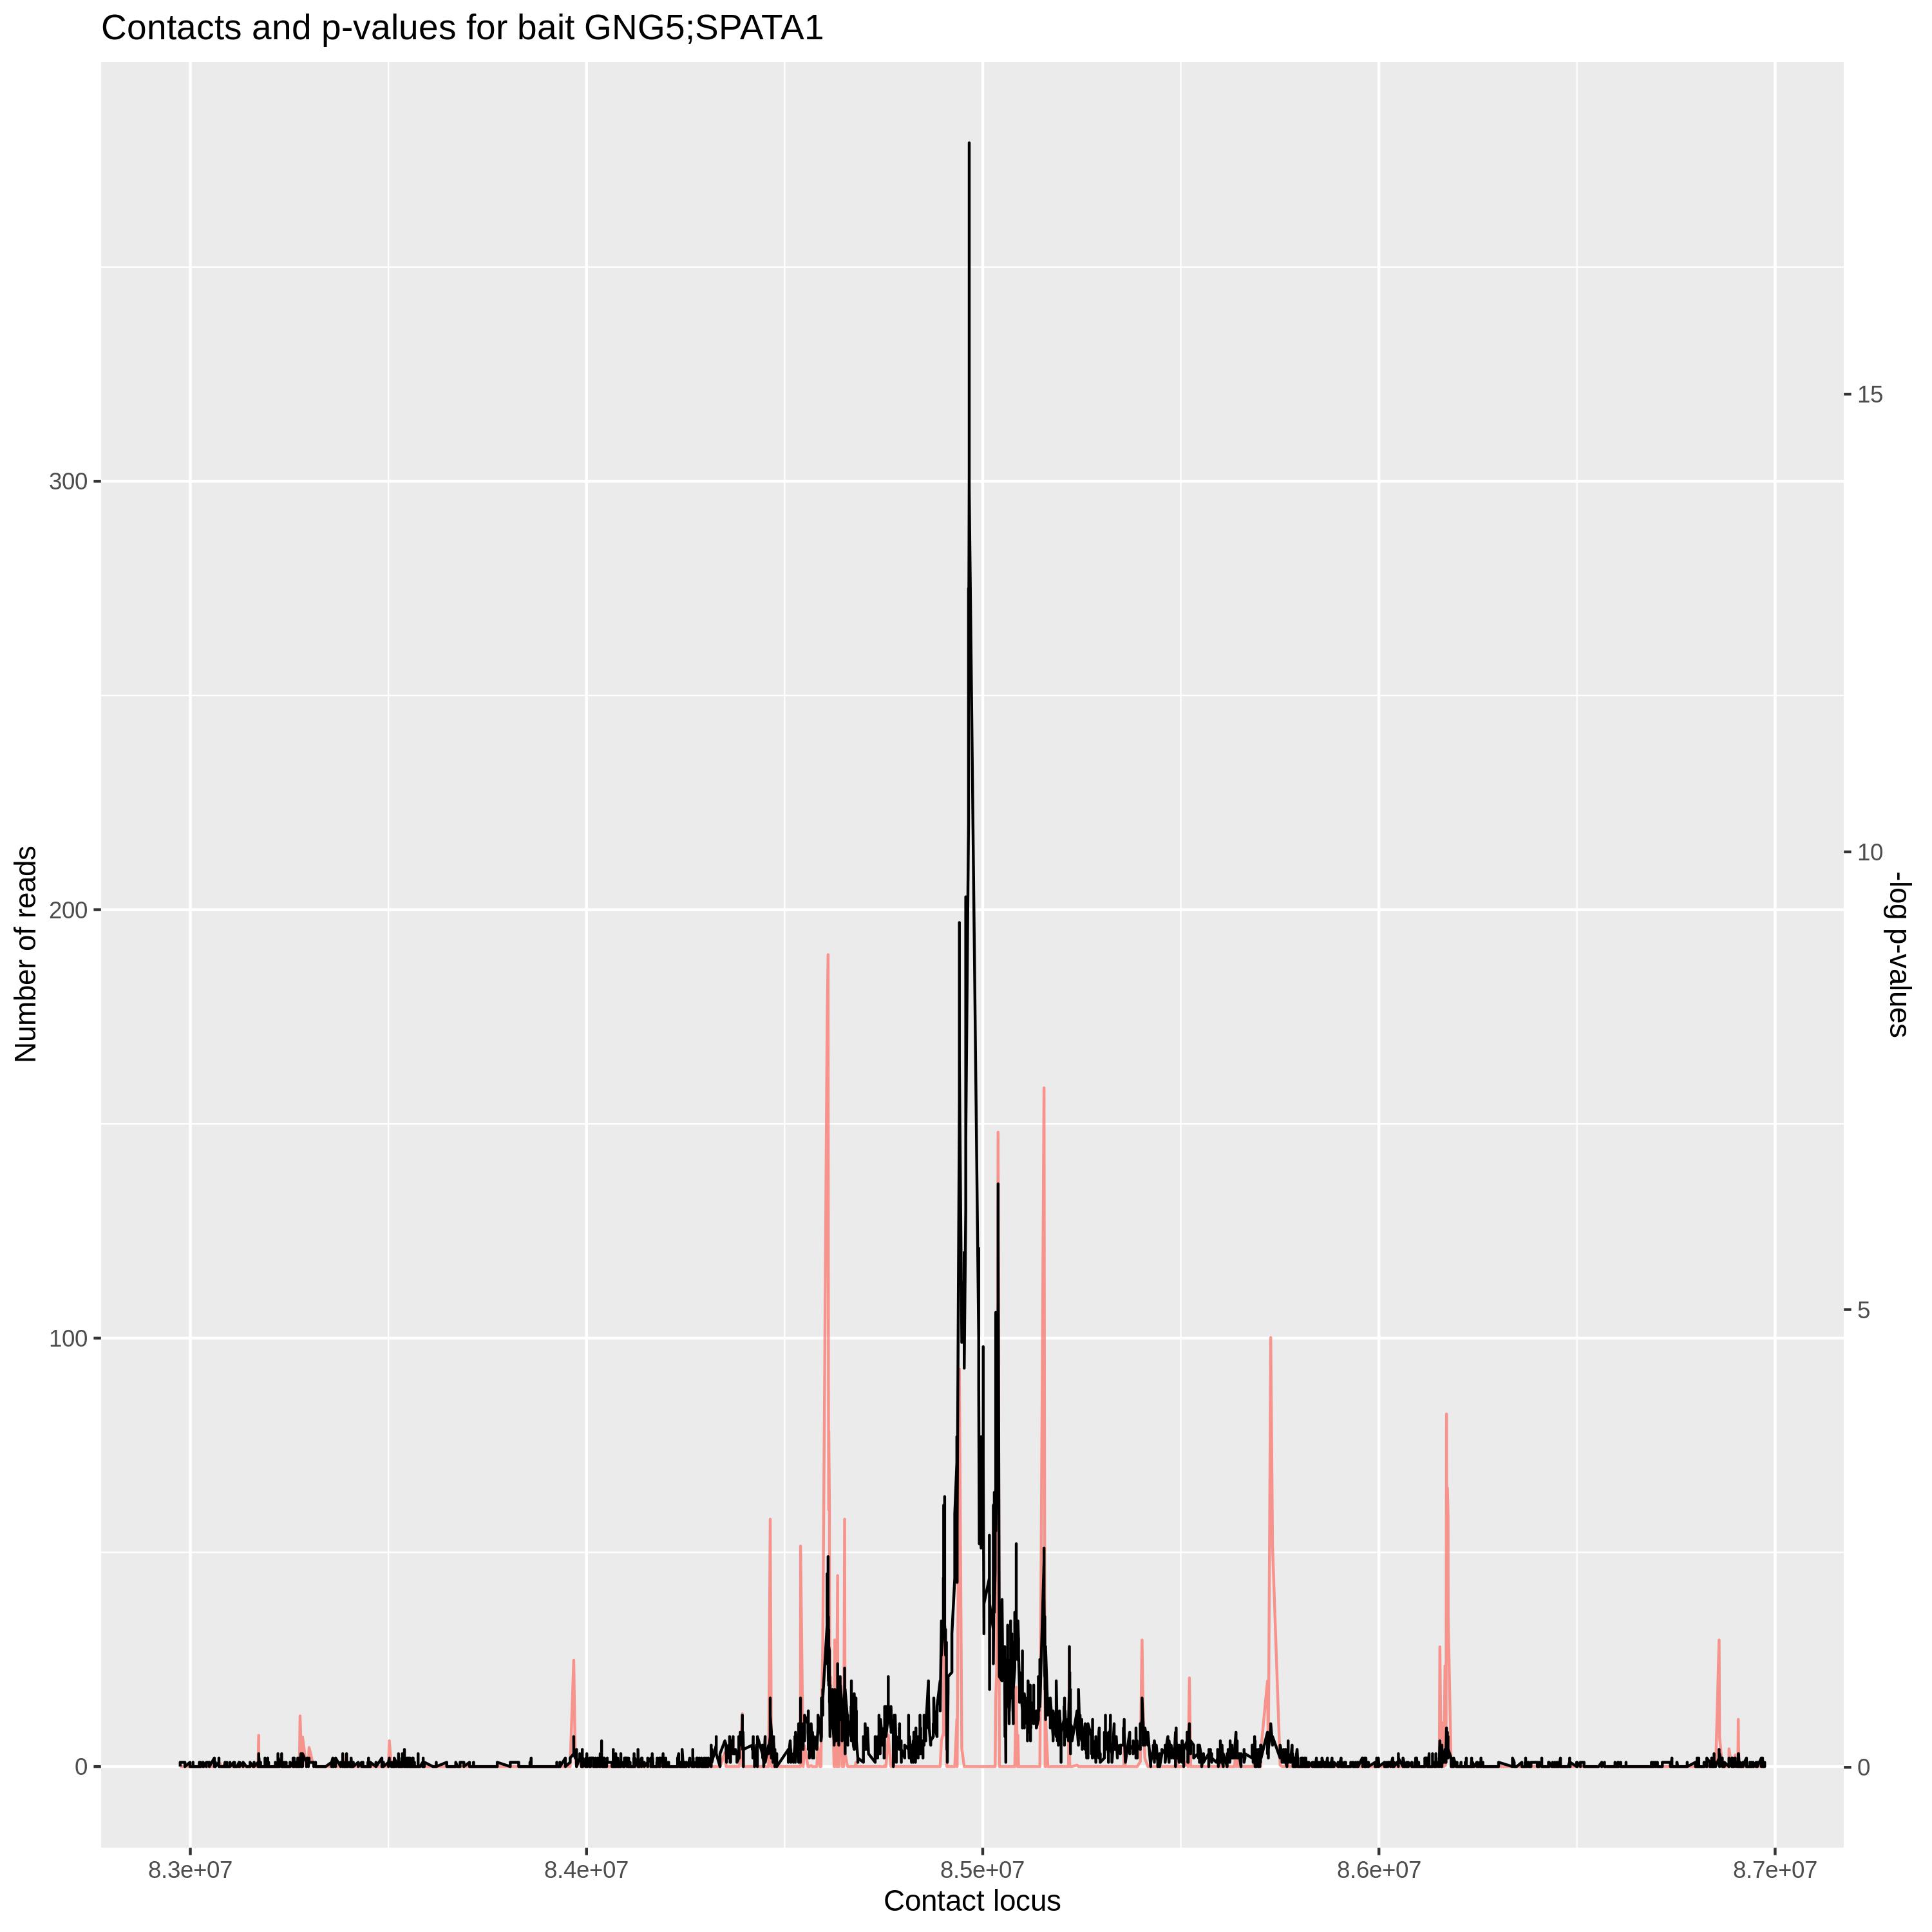 Contacts and p-values for bait GNG5;SPATA1
Number of reads
300
200
100
0
15
10
5
0
-log p-values
8.3e+07
8.4e+07
8.5e+07
8.6e+07
8.7e+07
Contact locus